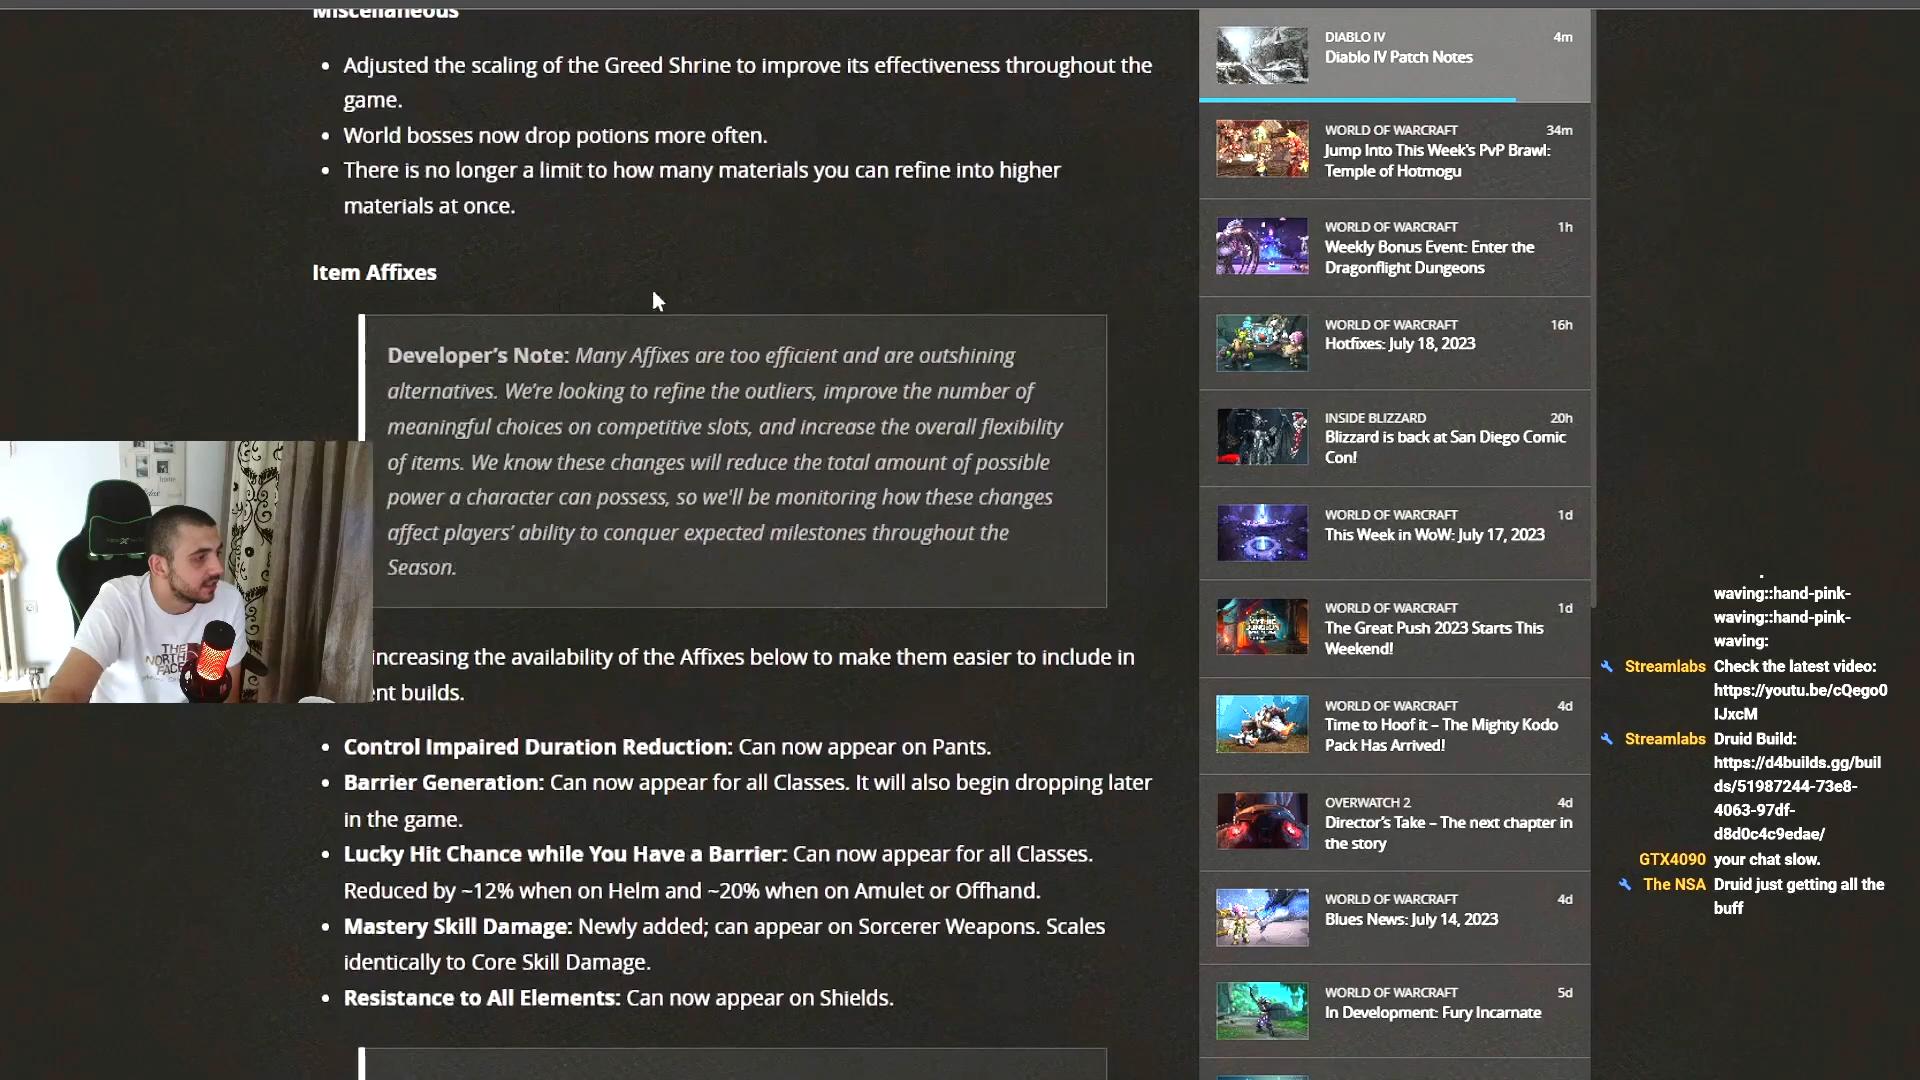 Miscellaneous
Adjusted the scaling of the Greed Shrine to improve its effectiveness throughout the
game.
World bosses now drop potions more often.
There is no longer a limit to how many materials you can refine into higher
materials at once.
Item Affixes
Developer's Note: Many Affixes are too efficient and are outshining
alternatives. We're looking to refine the outliers, improve the number of
meaningful choices on competitive slots, and increase the overall flexibility
of items. We know these changes will reduce the total amount of possible
power a character can possess, so we'll be monitoring how these changes
affect players' ability to conquer expected milestones throughout the
Season.
increasing the availability of the Affixes below to make them easier to include in
ent builds.
Control Impaired Duration Reduction: Can now appear on Pants.
Barrier Generation: Can now appear for all Classes. It will also begin dropping later
in the game.
Lucky Hit Chance while You Have a Barrier: Can now appear for all Classes.
Reduced by ~12% when on Helm and ~20% when on Amulet or Offhand.
Mastery Skill Damage: Newly added; can appear on Sorcerer Weapons. Scales
identically to Core Skill Damage.
Resistance to All Elements: Can now appear on Shields.
THE
NORTH
FACE
DIABLO IV 4m
Diablo IV Patch Notes
WORLD OF WARCRAFT 34m
Jump Into This Week's PvP Brawl:
Temple of Hotmogu
WORLD OF WARCRAFT 1h
Weekly Bonus Event: Enter the
Dragonflight Dungeons
WORLD OF WARCRAFT 16h
Hotfixes: July 18, 2023
INSIDE BLIZZARD 20h
Blizzard is back at San Diego Comic
Con!
WORLD OF WARCRAFT 1d
This Week in WoW: July 17, 2023
WORLD OF WARCRAFT 1d
The Great Push 2023 Starts This
Weekend!
WORLD OF WARCRAFT 4d
Time to Hoof it – The Mighty Kodo
Pack Has Arrived!
OVERWATCH 2 4d
Director's Take – The next chapter in
the story
WORLD OF WARCRAFT 4d
Blues News: July 14, 2023
WORLD OF WARCRAFT 5d
In Development: Fury Incarnate
waving::hand-pink-
waving::hand-pink-
waving:
Streamlabs Check the latest video:
https://youtu.be/cQego0
IJxcM
Streamlabs Druid Build:
https://d4builds.gg/buil
ds/51987244-73e8-
4063-97df-
d8d0c4c9edae/
GTX4090 your chat slow.
The NSA Druid just getting all the
buff